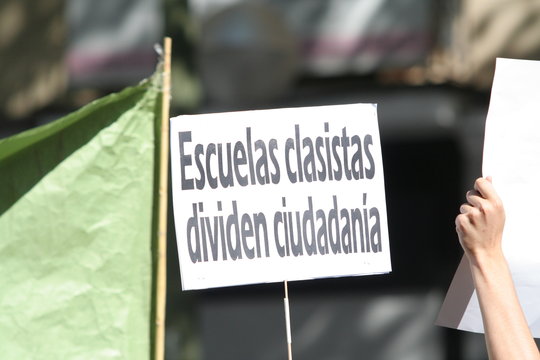 Escuelas clasistas
dividen ciudadanía